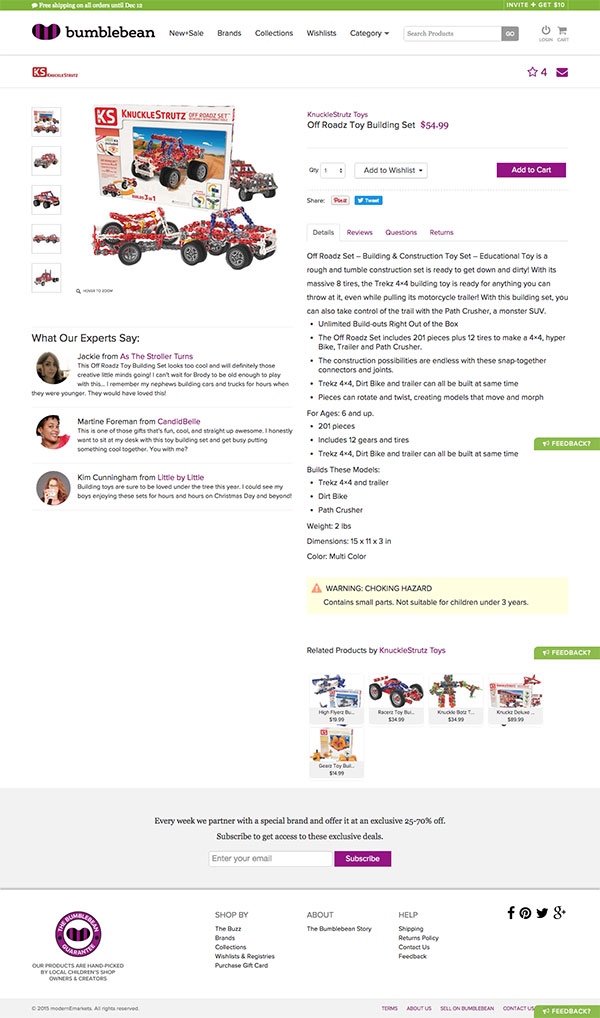 Free shipping on all orders until Dec 12
INVITE + GET $10
bumblebean
New+Sale Brands Collections Wishlists Category
Search Products GO
LOGIN CART
KS KNUCKLESTRUTZ
4
KS KNUCKLESTRUTZ OFF ROADZ SET
BUILDS 3 in 1
HOVER TO ZOOM
KnuckleStrutz Toys
Off Roadz Toy Building Set $54.99
Qty 1 Add to Wishlist Add to Cart
Share: Pin it Tweet
Details Reviews Questions Returns
Off Roadz Set – Building & Construction Toy Set – Educational Toy is a
rough and tumble construction set is ready to get down and dirty! With its
massive 8 tires, the Trekz 4×4 building toy is ready for anything you can
throw at it, even while pulling its motorcycle trailer! With this building set, you
can also take control of the trail with the Path Crusher, a monster SUV.
• Unlimited Build-outs Right Out of the Box
• The Off Roadz Set includes 201 pieces plus 12 tires to make a 4×4, hyper
Bike, Trailer and Path Crusher.
• The construction possibilities are endless with these snap-together
connectors and joints.
• Trekz 4×4, Dirt Bike and trailer can all be built at same time
• Pieces can rotate and twist, creating models that move and morph
For Ages: 6 and up.
• 201 pieces
• Includes 12 gears and tires
• Trekz 4×4, Dirt Bike and trailer can all be built at same time
Builds These Models:
• Trekz 4×4 and trailer
• Dirt Bike
• Path Crusher
Weight: 2 lbs
Dimensions: 15 x 11 x 3 in
Color: Multi Color
WARNING: CHOKING HAZARD
Contains small parts. Not suitable for children under 3 years.
What Our Experts Say:
Jackie from As The Stroller Turns
This Off Roadz Toy Building Set looks too cool and will definitely those
creative little minds going! I can't wait for Brody to be old enough to play
with this... I remember my nephews building cars and trucks for hours when
they were younger. They would have loved this!
Martine Foreman from CandidBelle
This is one of those gifts that's fun, cool, and straight up awesome. I honestly
want to sit at my desk with this toy building set and get busy putting
something cool together. You with me?
Kim Cunningham from Little by Little
Building toys are sure to be loved under the tree this year. I could see my
boys enjoying these sets for hours and hours on Christmas Day and beyond!
FEEDBACK?
Related Products by KnuckleStrutz Toys
FEEDBACK?
High Flyerz Bu... Racerz Toy Bui... Knuckle Botz T... Knuckz Deluxe ...
$19.99 $34.99 $34.99 $89.99
Gearz Toy Buil...
$14.99
Every week we partner with a special brand and offer it at an exclusive 25-70% off.
Subscribe to get access to these exclusive deals.
Enter your email Subscribe
THE BUMBLEBEAN GUARANTEE
OUR PRODUCTS ARE HAND-PICKED
BY LOCAL CHILDREN'S SHOP
OWNERS & CREATORS
SHOP BY
The Buzz
Brands
Collections
Wishlists & Registries
Purchase Gift Card
ABOUT
The Bumblebean Story
HELP
Shipping
Returns Policy
Contact Us
Feedback
© 2015 modernEmarkets. All rights reserved.
TERMS ABOUT US SELL ON BUMBLEBEAN CONTACT US
FEEDBACK?